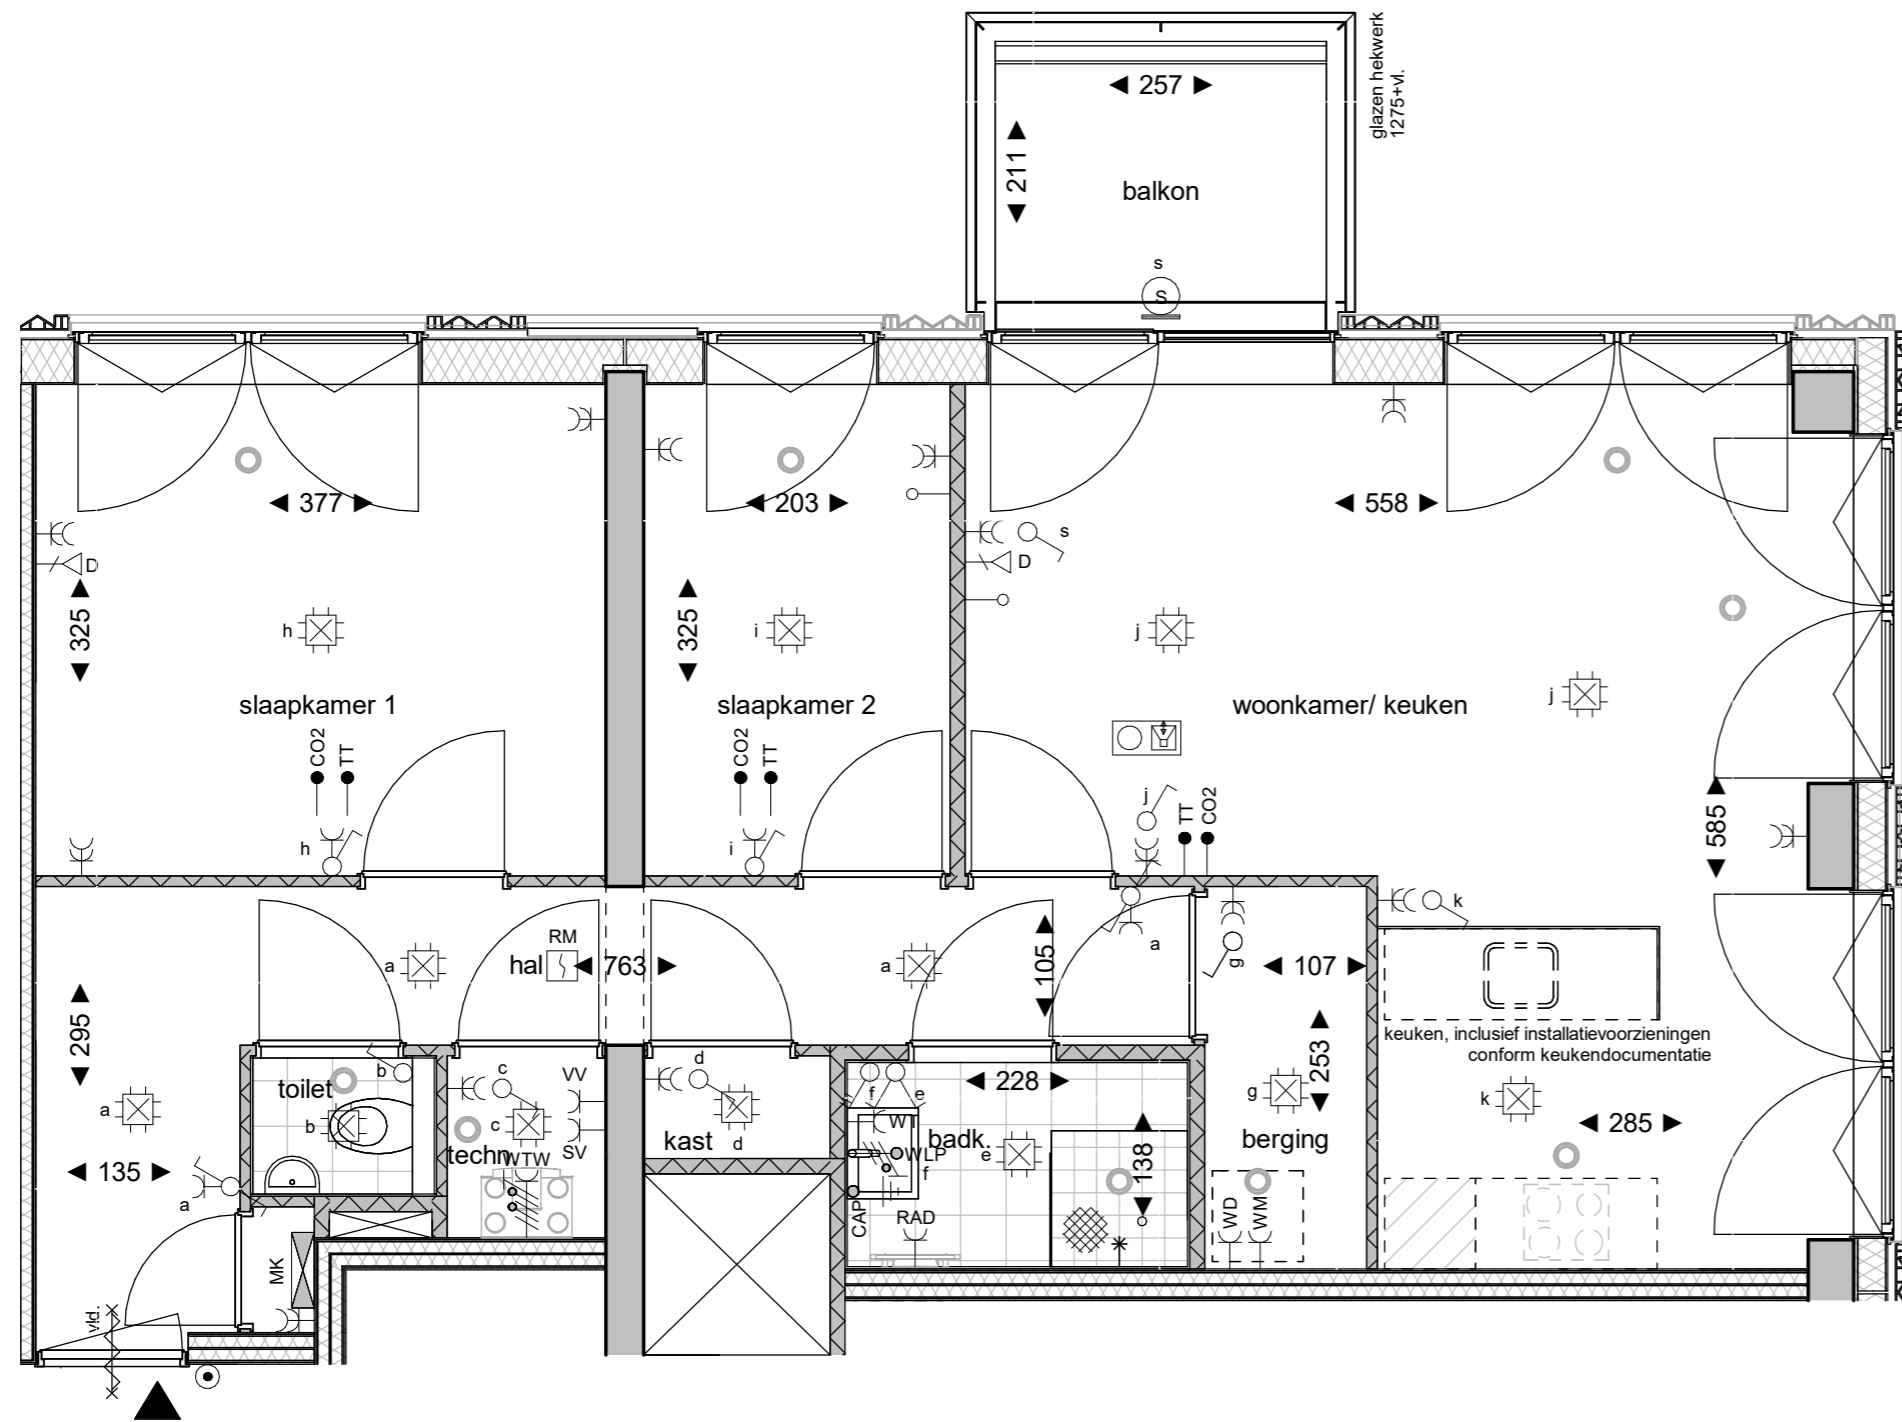 glazen hekwerk
1275+vl.
257
211
balkon
s
S
377
203
558
D
s
D
325
h
325
i
j
j
slaapkamer 1
slaapkamer 2
woonkamer/ keuken
CO2
TT
CO2
TT
j
TT
CO2
h
i
585
k
a
hal
RM
763
a
105
a
g
107
295
keuken, inclusief installatievoorzieningen
conform keukendocumentatie
toilet
b
c
VV
d
228
253
a
b
c
f
e
g
k
WT
285
techn.
WTW
SV
kast
d
badk.
e
berging
WLP
f
138
135
a
CAP
RAD
WD
WM
MK
vld.